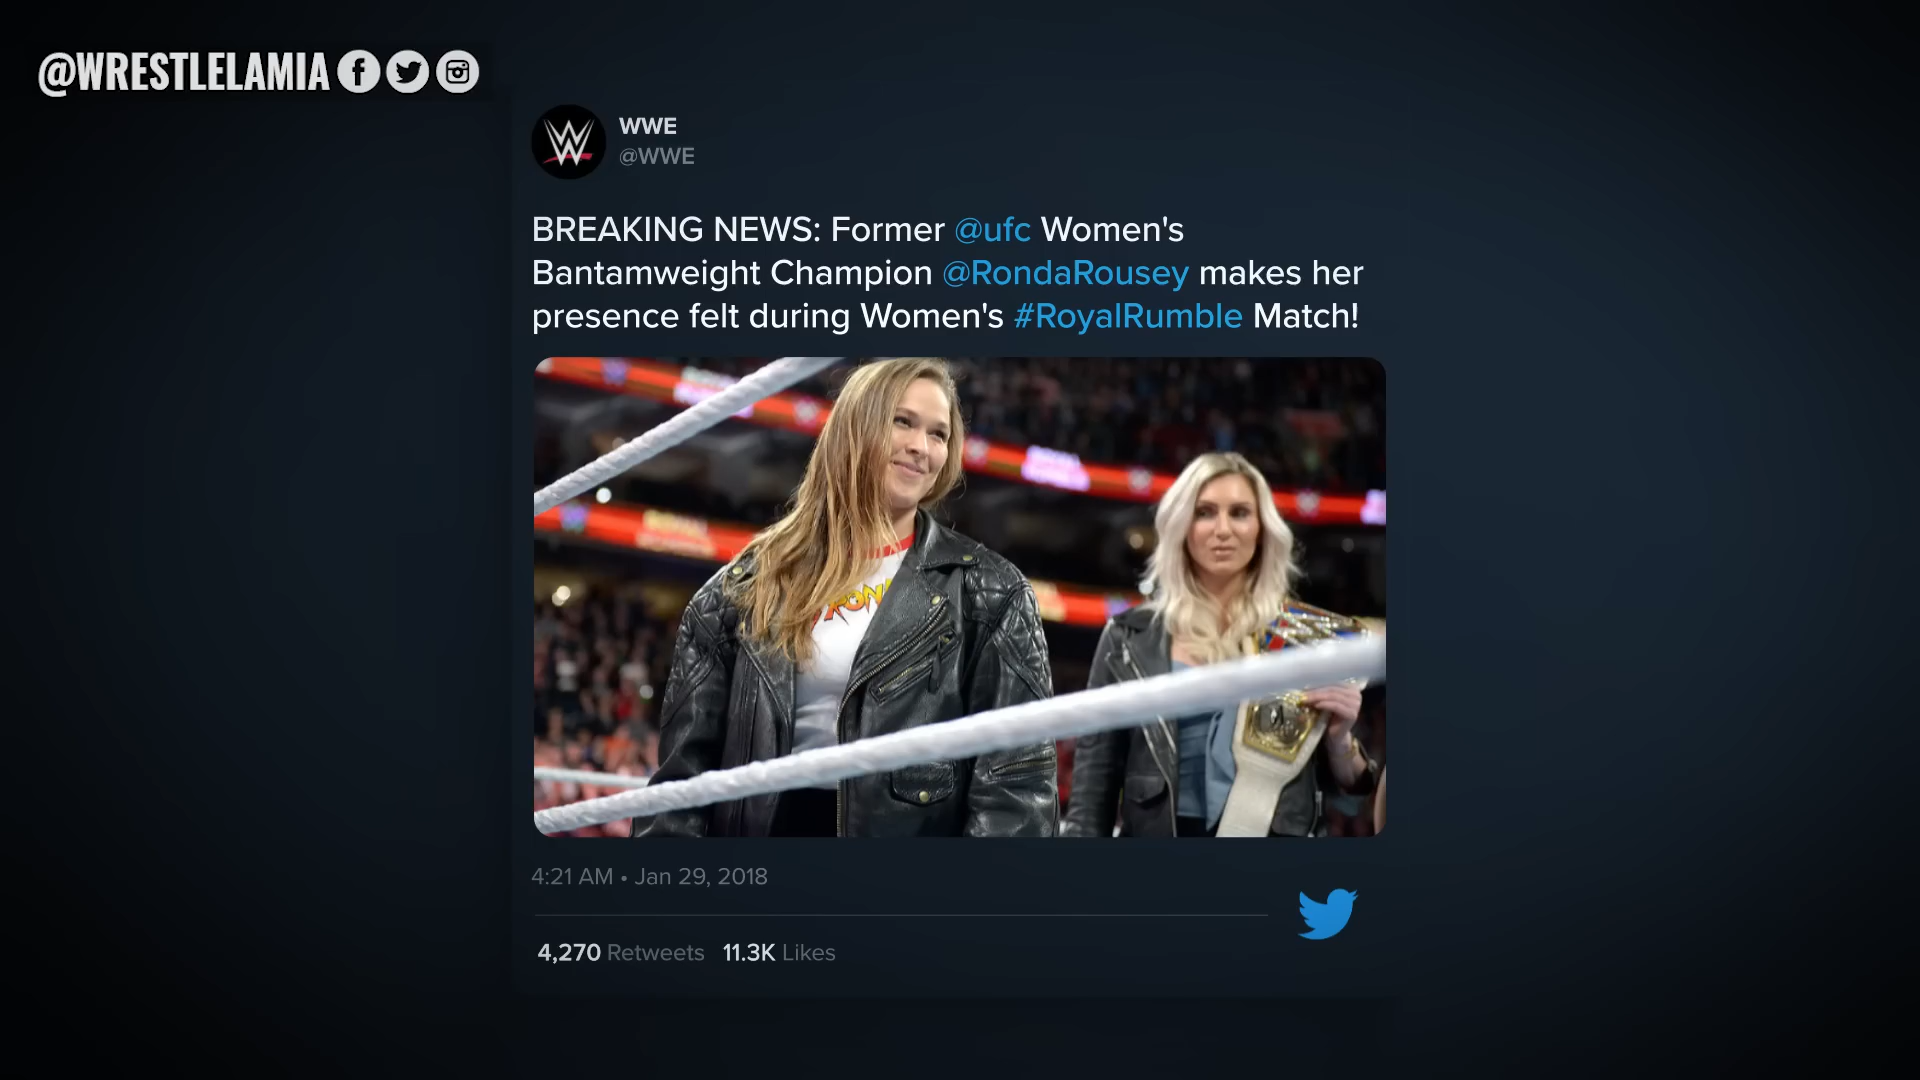 @WRESTLELAMIA
WWE
@WWE
BREAKING NEWS: Former @ufc Women's
Bantamweight Champion @RondaRousey makes her
presence felt during Women's #RoyalRumble Match!
4:21 AM • Jan 29, 2018
4,270 Retweets 11.3K Likes